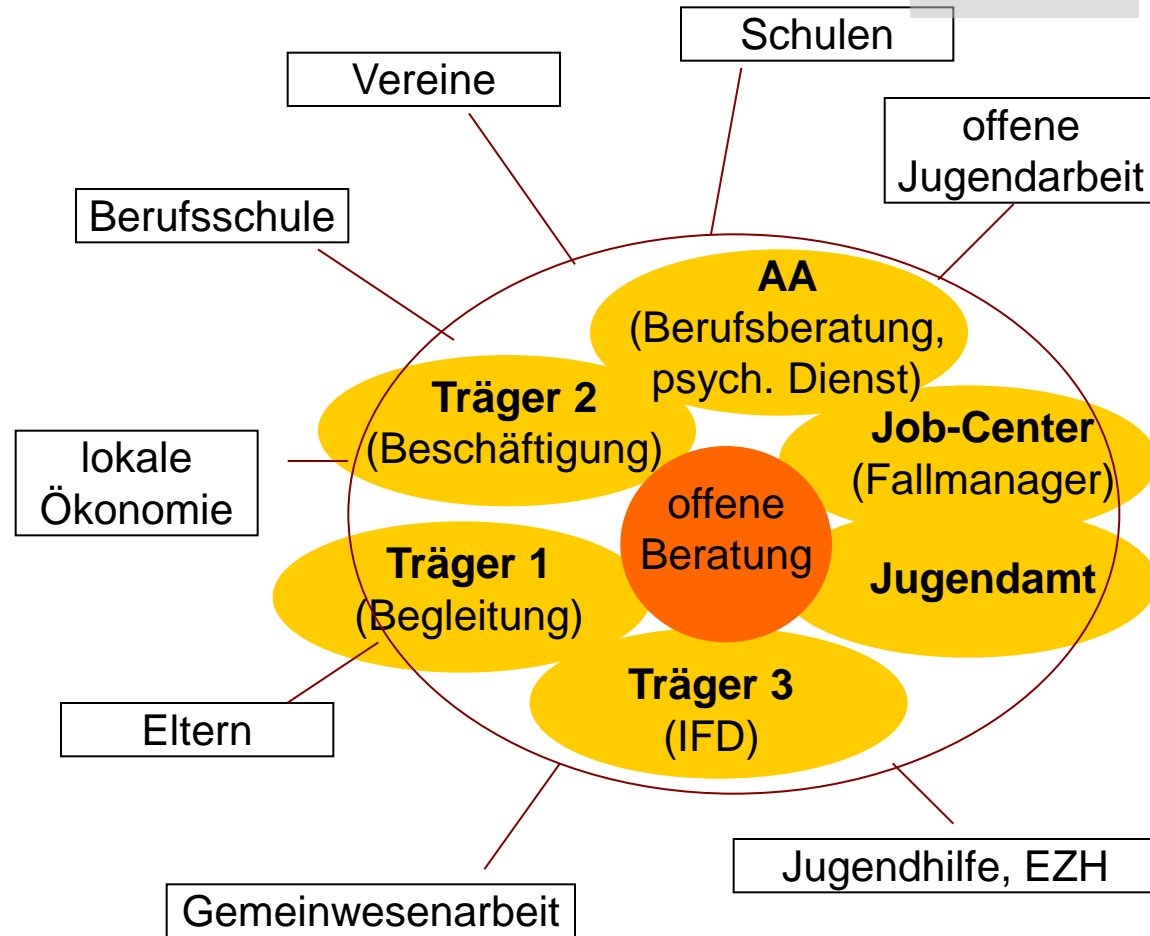 Schulen
Vereine
offene
Jugendarbeit
Berufsschule
AA
(Berufsberatung,
psych. Dienst)
Träger 2
(Beschäftigung)
Job-Center
(Fallmanager)
lokale
Ökonomie
offene
Beratung
Träger 1
(Begleitung)
Jugendamt
Träger 3
(IFD)
Eltern
Jugendhilfe, EZH
Gemeinwesenarbeit